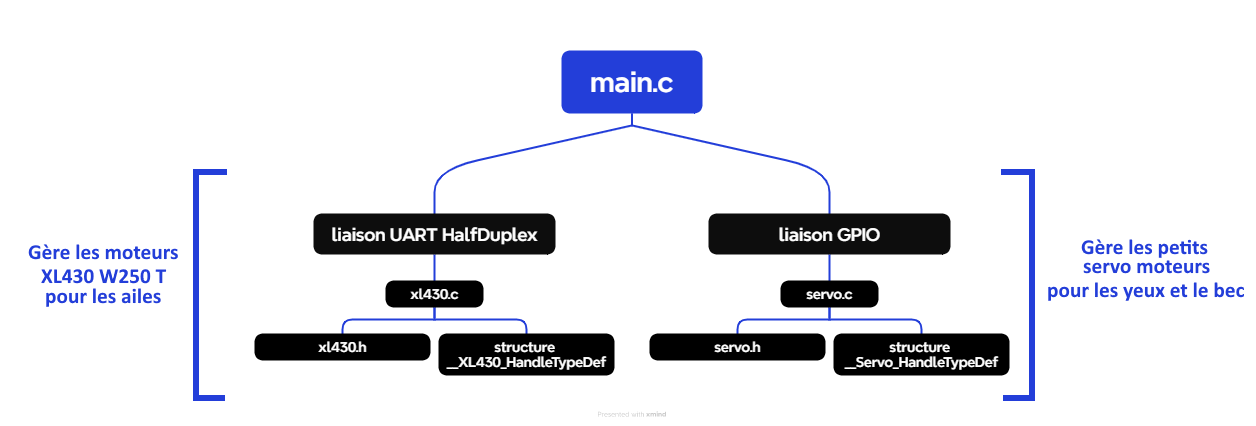 main.c
liaison UART HalfDuplex
liaison GPIO
Gère les moteurs
XL430 W250 T
pour les ailes
Gère les petits
servo moteurs
pour les yeux et le bec
xl430.c
servo.c
xl430.h
structure
__XL430_HandleTypeDef
servo.h
structure
__Servo_HandleTypeDef
Presented with xmind